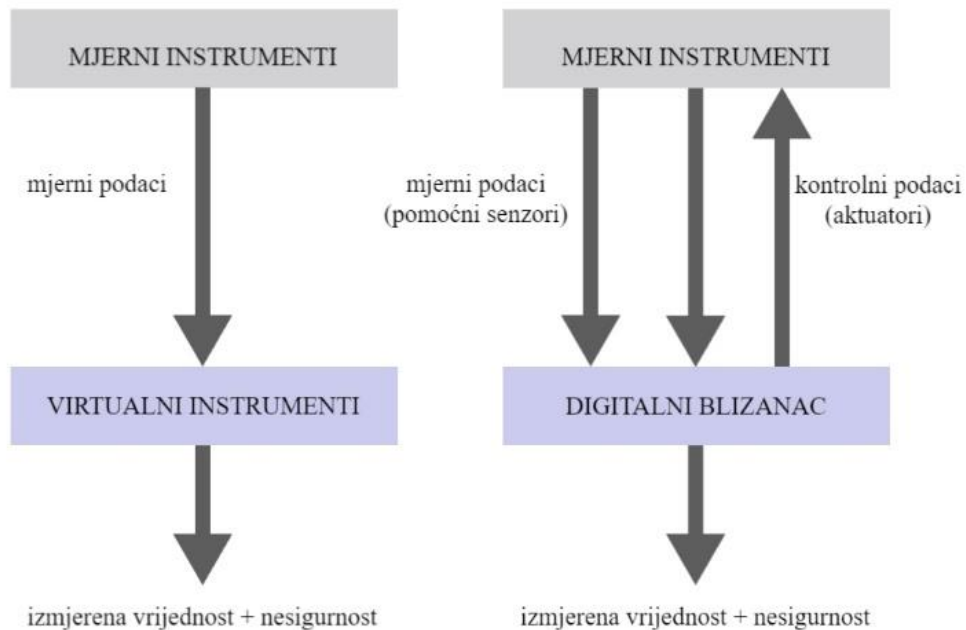 MJERNI INSTRUMENTI
mjerni podaci
VIRTUALNI INSTRUMENTI
izmjerena vrijednost + nesigurnost
MJERNI INSTRUMENTI
mjerni podaci
(pomoćni senzori)
kontrolni podaci
(aktuatori)
DIGITALNI BLIZANAC
izmjerena vrijednost + nesigurnost